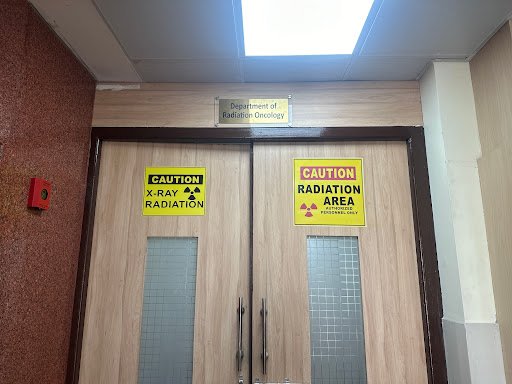 Department of
Radiation Oncology
CAUTION
X-RAY
RADIATION
CAUTION
RADIATION
AREA
AUTHORIZED
PERSONNEL ONLY